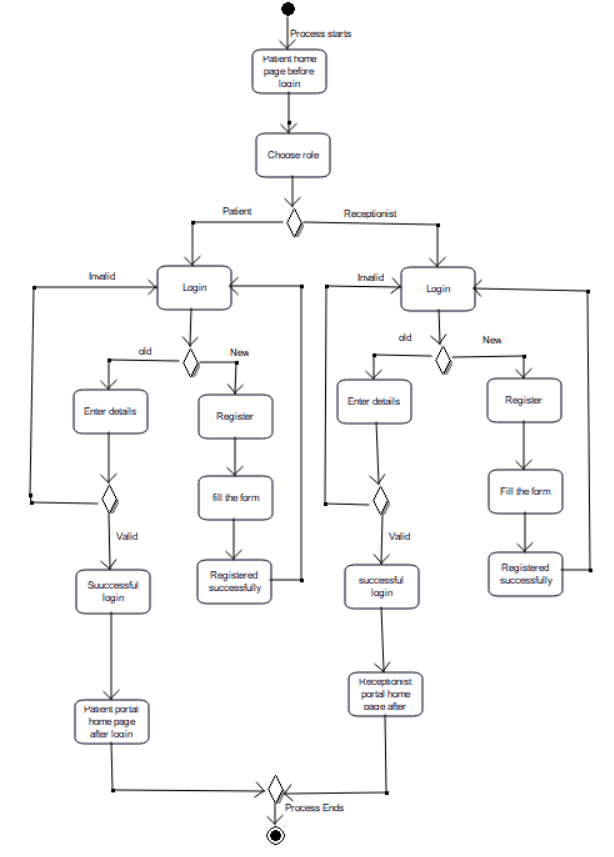 Process starts
Patient home
page before
login
Choose role
Patient
Receptionist
Invalid
Login
Invalid
Login
old
New
old
New
Enter details
Register
Enter details
Register
fill the form
Fill the form
Valid
Valid
Suuccessful
login
Registered
successfully
successful
login
Registered
successfully
Patient portal
home page
after login
Receptionist
portal home
page after
Process Ends